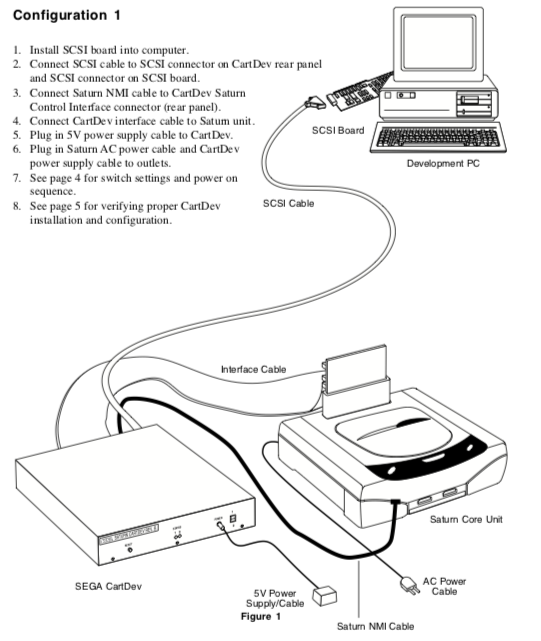 Configuration 1
1. Install SCSI board into computer.
2. Connect SCSI cable to SCSI connector on CartDev rear panel
and SCSI connector on SCSI board.
3. Connect Saturn NMI cable to CartDev Saturn
Control Interface connector (rear panel).
4. Connect CartDev interface cable to Saturn unit.
5. Plug in 5V power supply cable to CartDev.
6. Plug in Saturn AC power cable and CartDev
power supply cable to outlets.
7. See page 4 for switch settings and power on
sequence.
8. See page 5 for verifying proper CartDev
installation and configuration.
SCSI Board
Development PC
SCSI Cable
Interface Cable
Saturn Core Unit
SEGA CartDev
5V Power
Supply/Cable
AC Power
Cable
Figure 1
Saturn NMI Cable